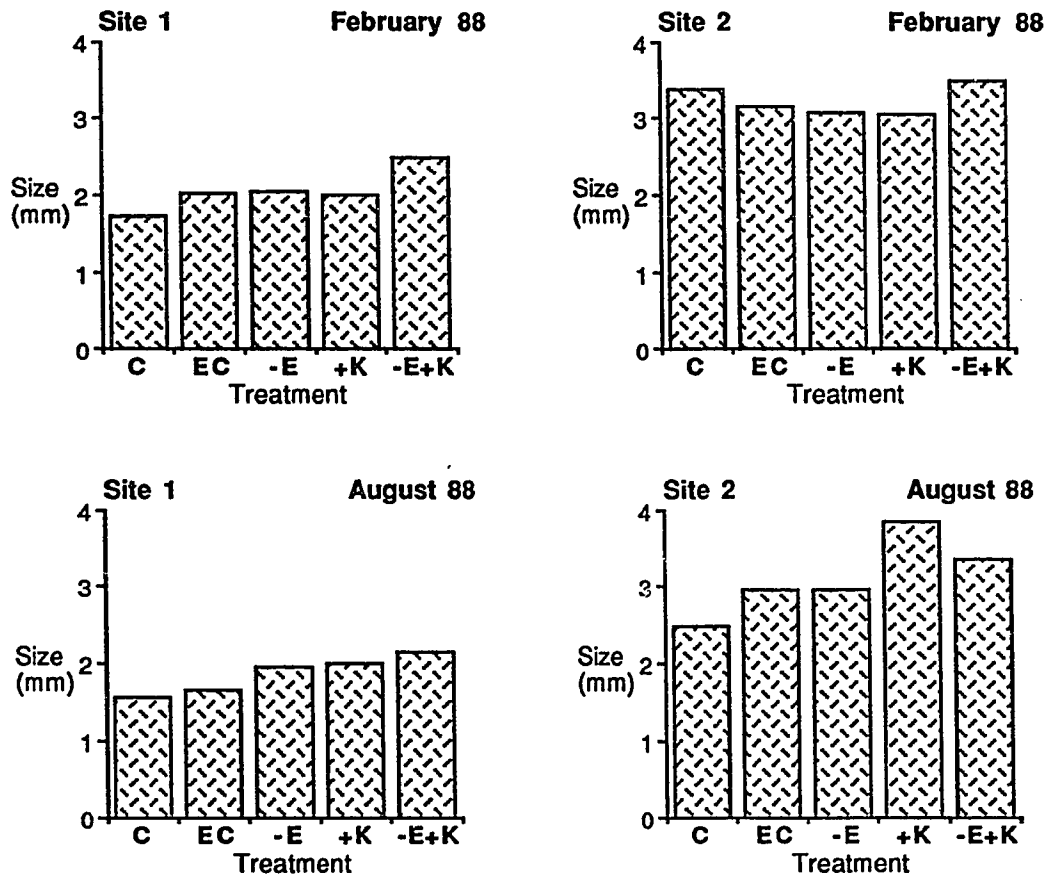 Site 1 February 88
4
3
2
1
0
Size
(mm)
C EC -E +K -E+K
Treatment
Site 2 February 88
4
3
2
1
0
Size
(mm)
C EC -E +K -E+K
Treatment
Site 1 August 88
4
3
2
1
0
Size
(mm)
C EC -E +K -E+K
Treatment
Site 2 August 88
4
3
2
1
0
Size
(mm)
C EC -E +K -E+K
Treatment